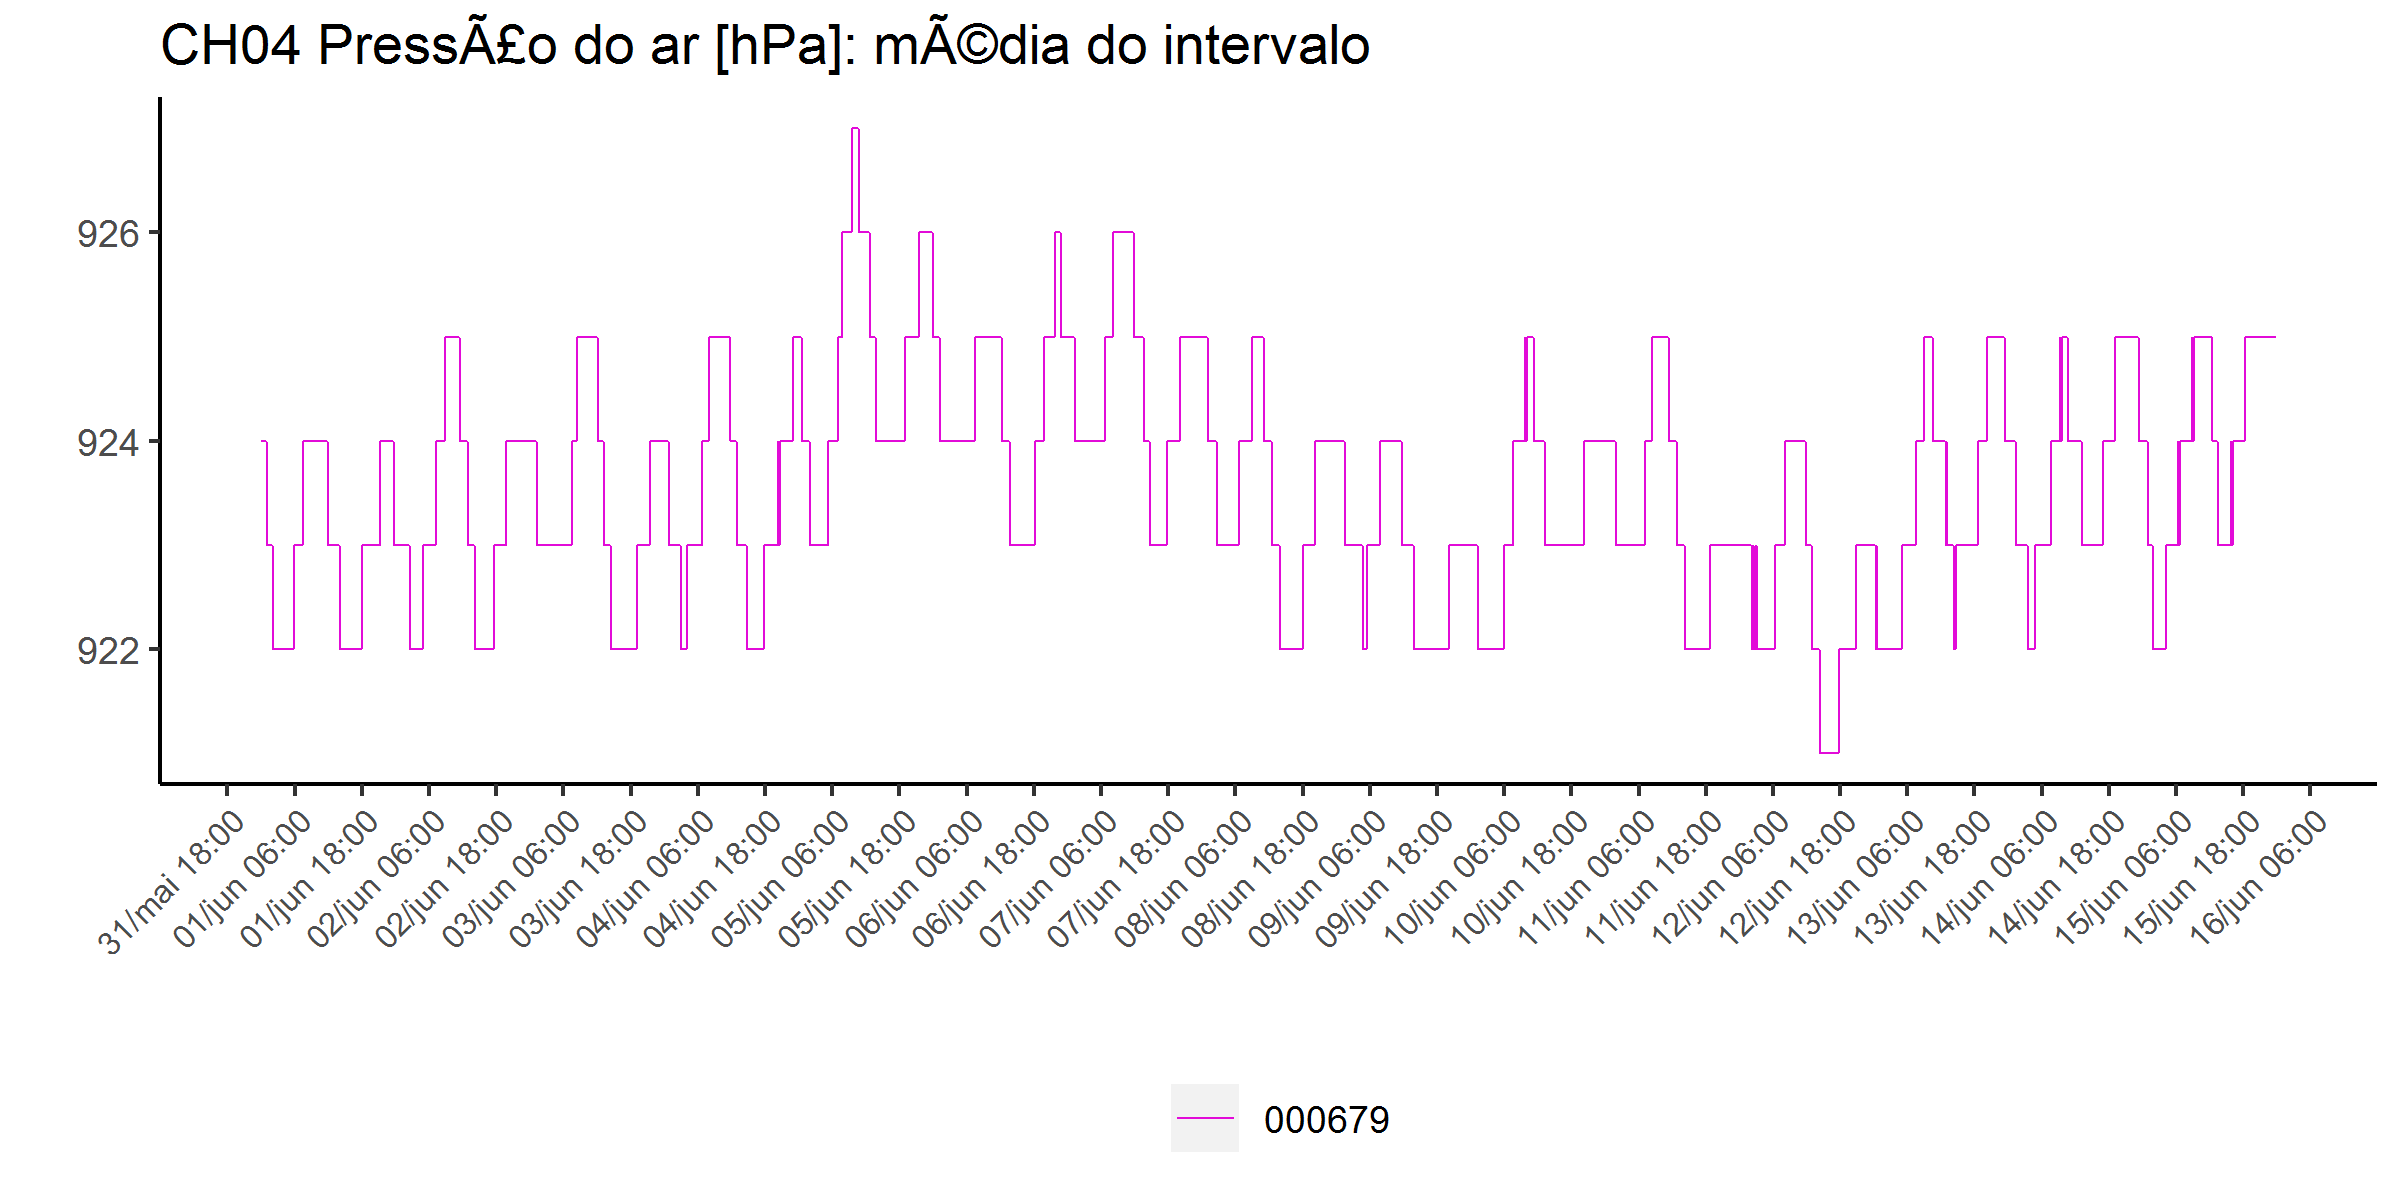 CH04 PressÃ£o do ar [hPa]: mÃ©dia do intervalo
926
924
922
31/mai 18:00
01/jun 06:00
01/jun 18:00
02/jun 06:00
02/jun 18:00
03/jun 06:00
03/jun 18:00
04/jun 06:00
04/jun 18:00
05/jun 06:00
05/jun 18:00
06/jun 06:00
06/jun 18:00
07/jun 06:00
07/jun 18:00
08/jun 06:00
08/jun 18:00
09/jun 06:00
09/jun 18:00
10/jun 06:00
10/jun 18:00
11/jun 06:00
11/jun 18:00
12/jun 06:00
12/jun 18:00
13/jun 06:00
13/jun 18:00
14/jun 06:00
14/jun 18:00
15/jun 06:00
15/jun 18:00
16/jun 06:00
000679